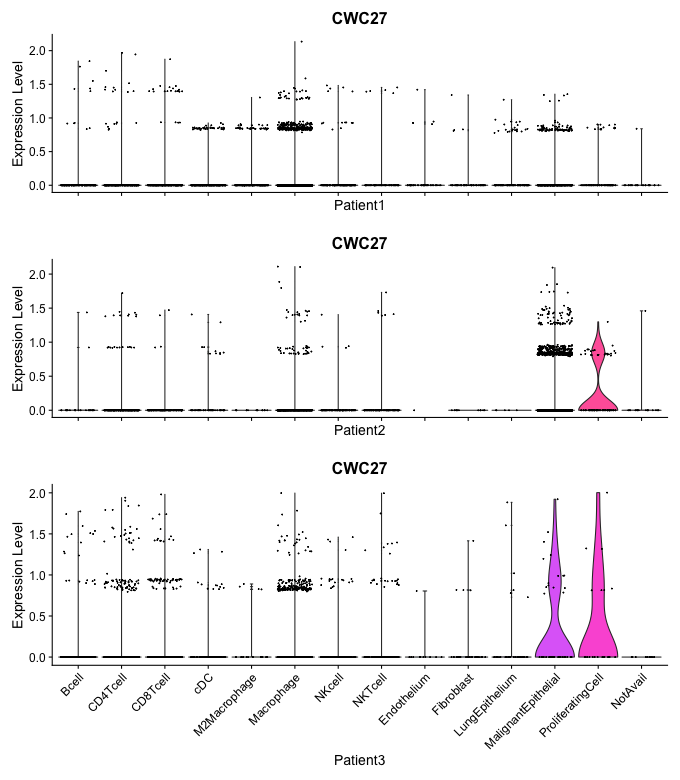 CWC27
Expression Level
2.0
1.5
1.0
0.5
0.0
Patient1
CWC27
Expression Level
2.0
1.5
1.0
0.5
0.0
Patient2
CWC27
Expression Level
2.0
1.5
1.0
0.5
0.0
Bcell
CD4Tcell
CD8Tcell
cDC
M2Macrophage
Macrophage
NKcell
NKTcell
Endothelium
Fibroblast
LungEpithelium
MalignantEpithelial
ProliferatingCell
NotAvail
Patient3